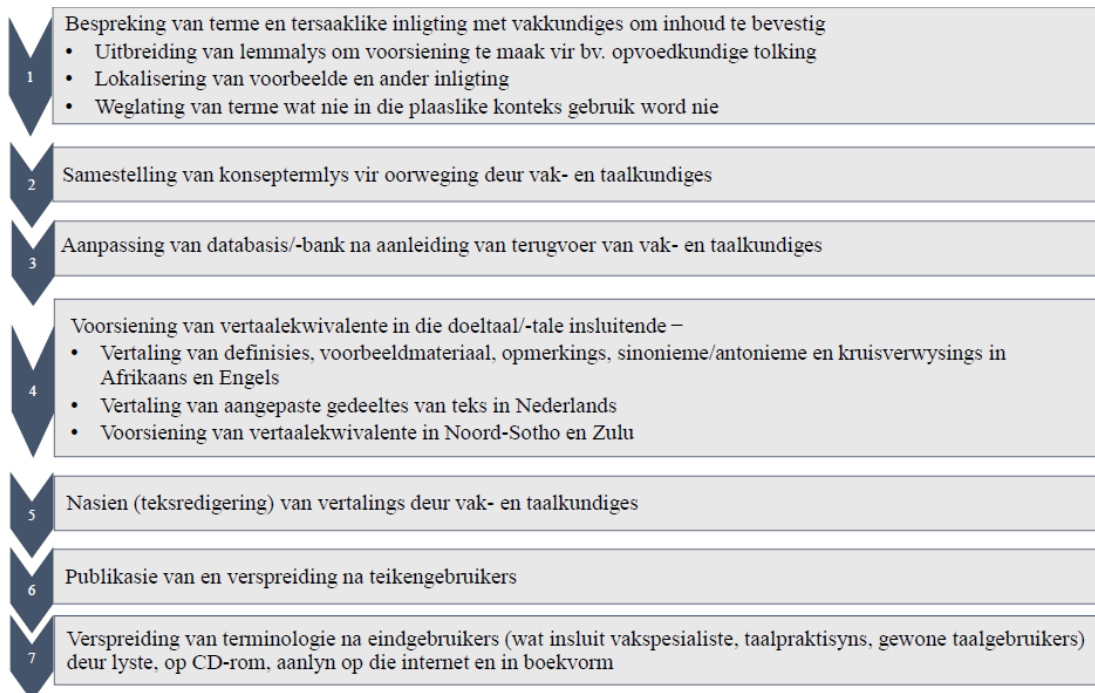 1
Bespreking van terme en tersaaklike inligting met vakkundiges om inhoud te bevestig
• Uitbreiding van lemmalys om voorsiening te maak vir bv. opvoedkundige tolking
• Lokalisering van voorbeelde en ander inligting
• Weglating van terme wat nie in die plaaslike konteks gebruik word nie
2
Samestelling van konseptermlys vir oorweging deur vak- en taalkundiges
3
Aanpassing van databasis/-bank na aanleiding van terugvoer van vak- en taalkundiges
4
Voorsiening van vertaalekwivalente in die doeltaal/-tale insluitende –
• Vertaling van definisies, voorbeeldmateriaal, opmerkings, sinonieme/antonieme en kruisverwysings in
Afrikaans en Engels
• Vertaling van aangepaste gedeeltes van teks in Nederlands
• Voorsiening van vertaalekwivalente in Noord-Sotho en Zulu
5
Nasien (teksredigering) van vertalings deur vak- en taalkundiges
6
Publikasie van en verspreiding na teikengebruikers
7
Verspreiding van terminologie na eindgebruikers (wat insluit vakspesialiste, taalpraktisyns, gewone taalgebruikers)
deur lyste, op CD-rom, aanlyn op die internet en in boekvorm